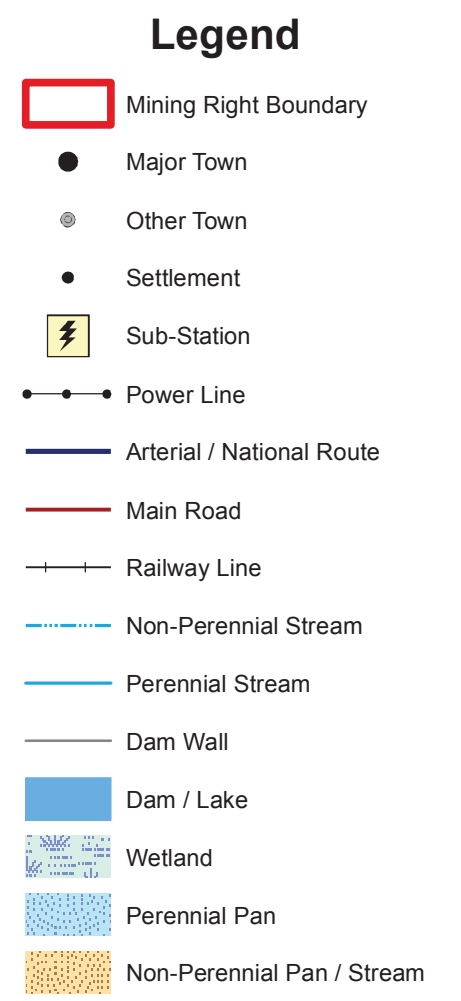 Legend
Mining Right Boundary
Major Town
Other Town
Settlement
Sub-Station
Power Line
Arterial / National Route
Main Road
Railway Line
Non-Perennial Stream
Perennial Stream
Dam Wall
Dam / Lake
Wetland
Perennial Pan
Non-Perennial Pan / Stream